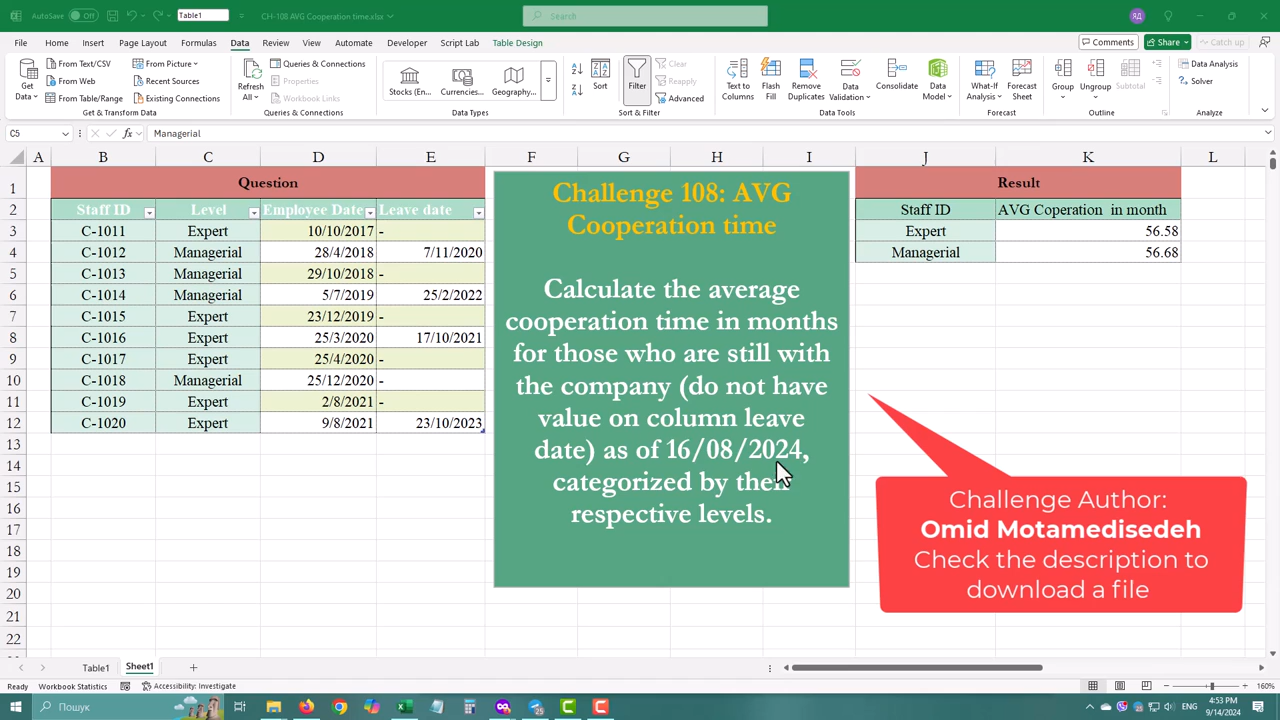 AutoSave Off Table1 CH-108 AVG Cooperation time.xlsx Search РД
File Home Insert Page Layout Formulas Data Review View Automate Developer Script Lab Table Design Comments Share Catch up
Get Data From Text/CSV From Picture Refresh All Queries & Connections Stocks (En... Currencies... Geography... Sort Filter Clear Text to Columns Flash Fill Remove Duplicates Data Validation Consolidate Data Model What-If Analysis Forecast Sheet Group Ungroup Subtotal Data Analysis
From Web Recent Sources Properties Reapply Solver
From Table/Range Existing Connections Workbook Links Advanced
Get & Transform Data Queries & Connections Data Types Sort & Filter Data Tools Forecast Outline Analyze
C5 fx Managerial
A B C D E F G H I J K L
1 Question Result
2 Staff ID Level Employee Date Leave date Staff ID AVG Coperation in month
3 C-1011 Expert 10/10/2017 - Expert 56.58
4 C-1012 Managerial 28/4/2018 7/11/2020 Managerial 56.68
5 C-1013 Managerial 29/10/2018 -
6 C-1014 Managerial 5/7/2019 25/2/2022
7 C-1015 Expert 23/12/2019 -
8 C-1016 Expert 25/3/2020 17/10/2021
9 C-1017 Expert 25/4/2020 -
10 C-1018 Managerial 25/12/2020 -
11 C-1019 Expert 2/8/2021 -
12 C-1020 Expert 9/8/2021 23/10/2023
13
14
15
16
17
18
19
20
21
22
Challenge 108: AVG
Cooperation time
Calculate the average
cooperation time in months
for those who are still with
the company (do not have
value on column leave
date) as of 16/08/2024,
categorized by their
respective levels.
Challenge Author:
Omid Motamedisedeh
Check the description to
download a file
Table1 Sheet1
Ready Workbook Statistics Accessibility: Investigate 160%
Пошук 4:53 PM
9/14/2024